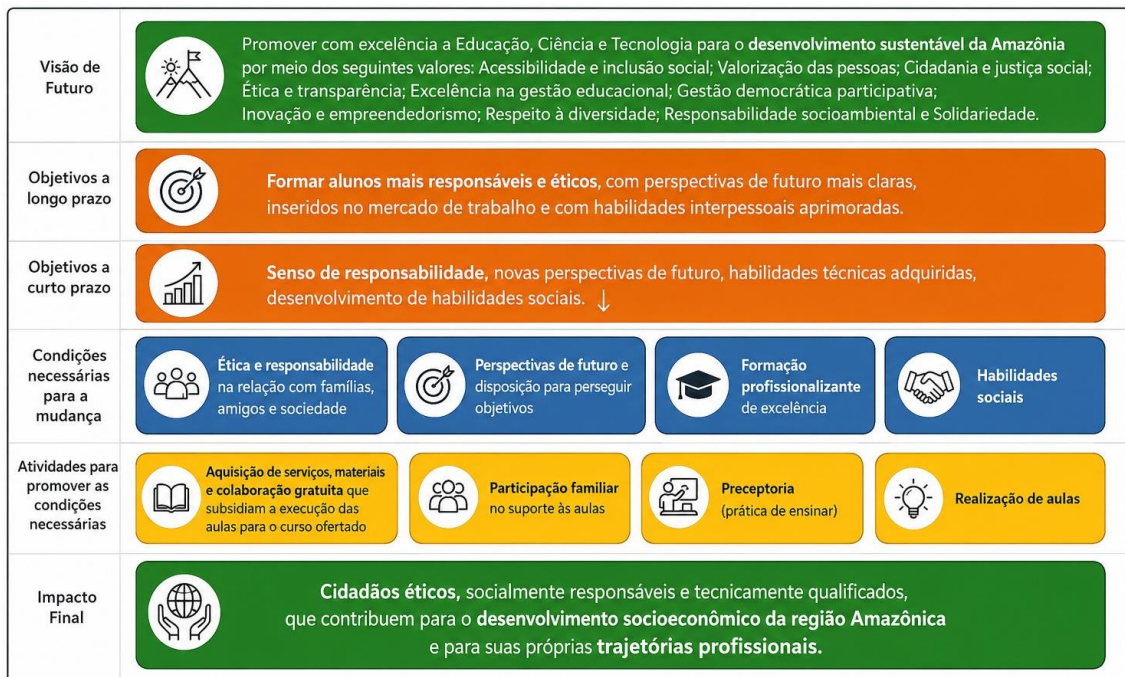 Visão de
Futuro
Promover com excelência a Educação, Ciência e Tecnologia para o desenvolvimento sustentável da Amazônia
por meio dos seguintes valores: Acessibilidade e inclusão social; Valorização das pessoas; Cidadania e justiça social;
Ética e transparência; Excelência na gestão educacional; Gestão democrática participativa;
Inovação e empreendedorismo; Respeito à diversidade; Responsabilidade socioambiental e Solidariedade.
Objetivos a
longo prazo
Formar alunos mais responsáveis e éticos, com perspectivas de futuro mais claras,
inseridos no mercado de trabalho e com habilidades interpessoais aprimoradas.
Objetivos a
curto prazo
Senso de responsabilidade, novas perspectivas de futuro, habilidades técnicas adquiridas,
desenvolvimento de habilidades sociais. ↓
Condições
necessárias
para a
mudança
Ética e responsabilidade
na relação com famílias,
amigos e sociedade
Perspectivas de futuro e
disposição para perseguir
objetivos
Formação
profissionalizante
de excelência
Habilidades
sociais
Atividades para
promover as
condições
necessárias
Aquisição de serviços, materiais
e colaboração gratuita que
subsidiam a execução das
aulas para o curso ofertado
Participação familiar
no suporte às aulas
Preceptoria
(prática de ensinar)
Realização de aulas
Impacto
Final
Cidadãos éticos, socialmente responsáveis e tecnicamente qualificados,
que contribuem para o desenvolvimento socioeconômico da região Amazônica
e para suas próprias trajetórias profissionais.